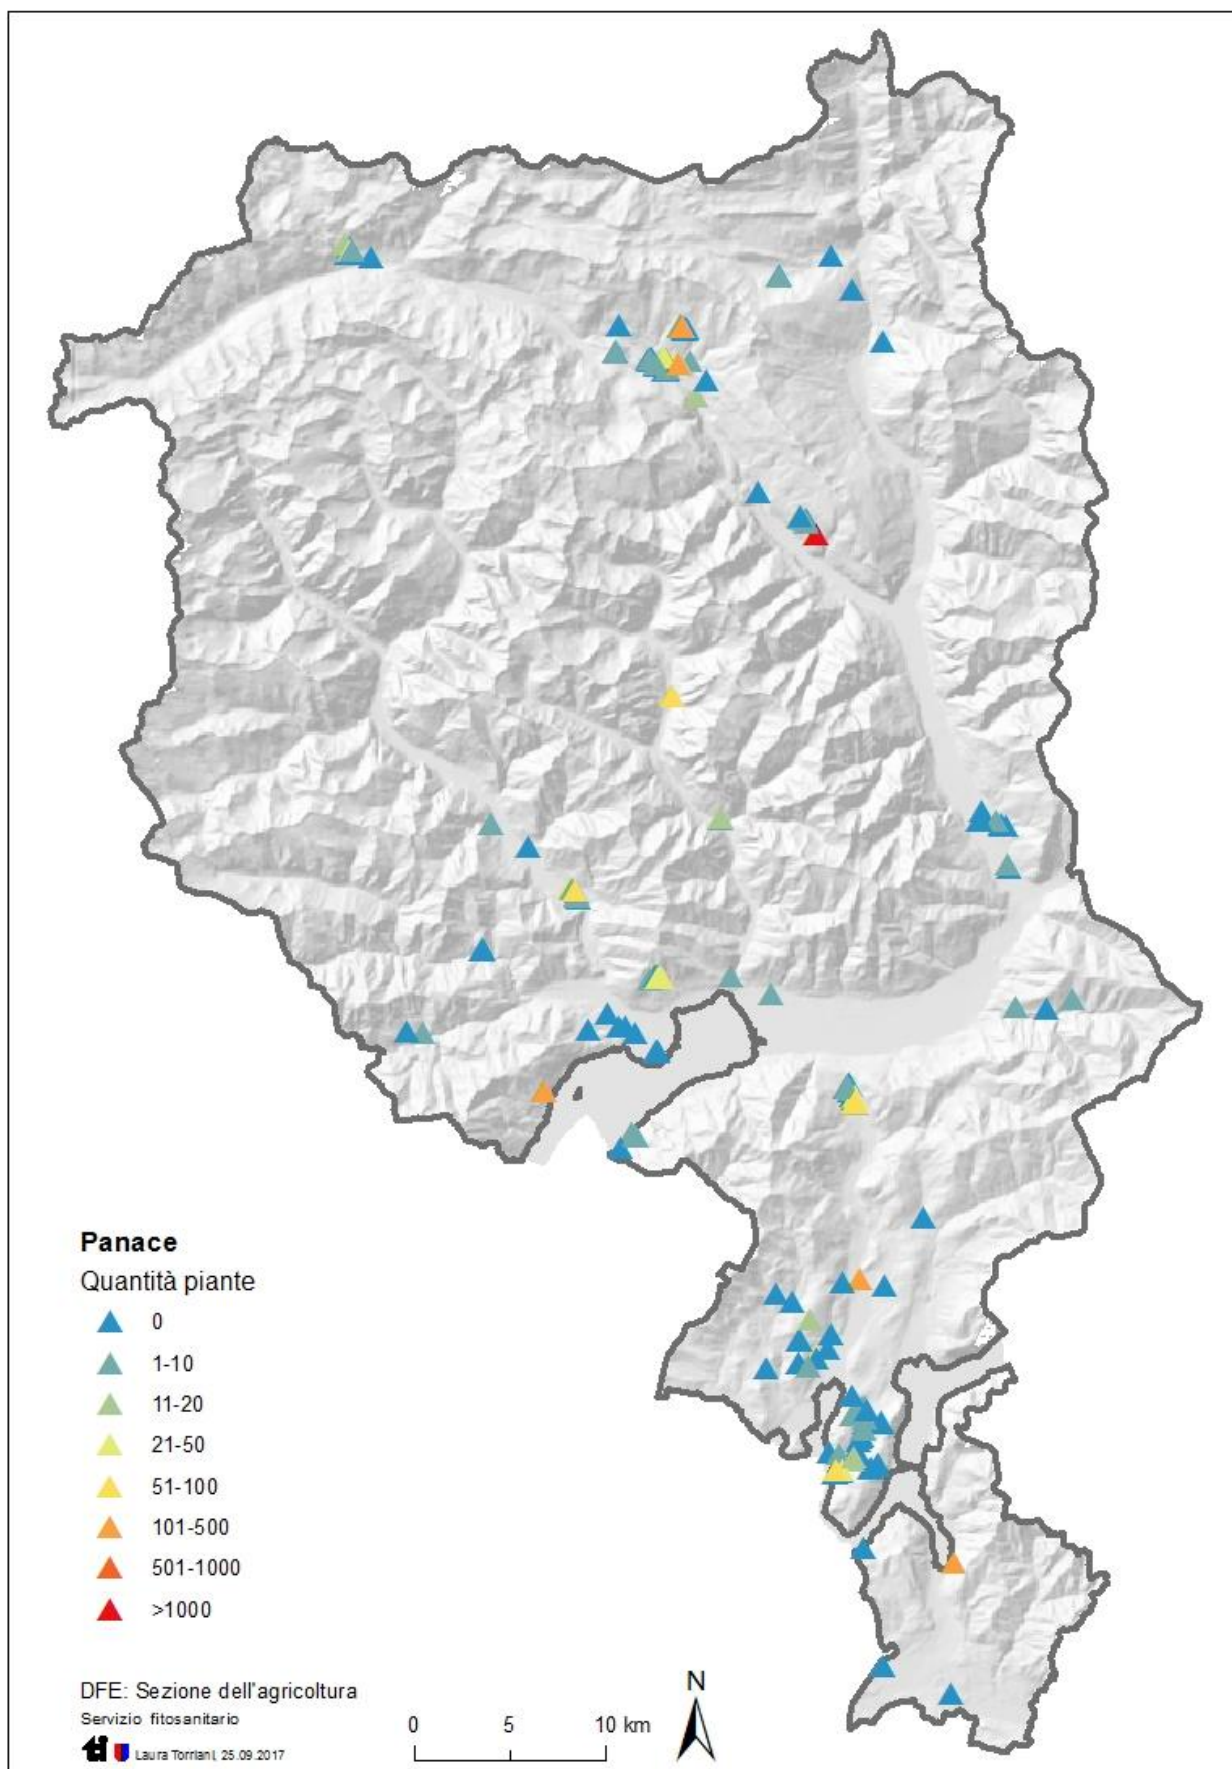 Panace
Quantità piante
0
1-10
11-20
21-50
51-100
101-500
501-1000
>1000
DFE: Sezione dell'agricoltura
Servizio fitosanitario
ti Laura Torriani, 25.09.2017
0 5 10 km
N